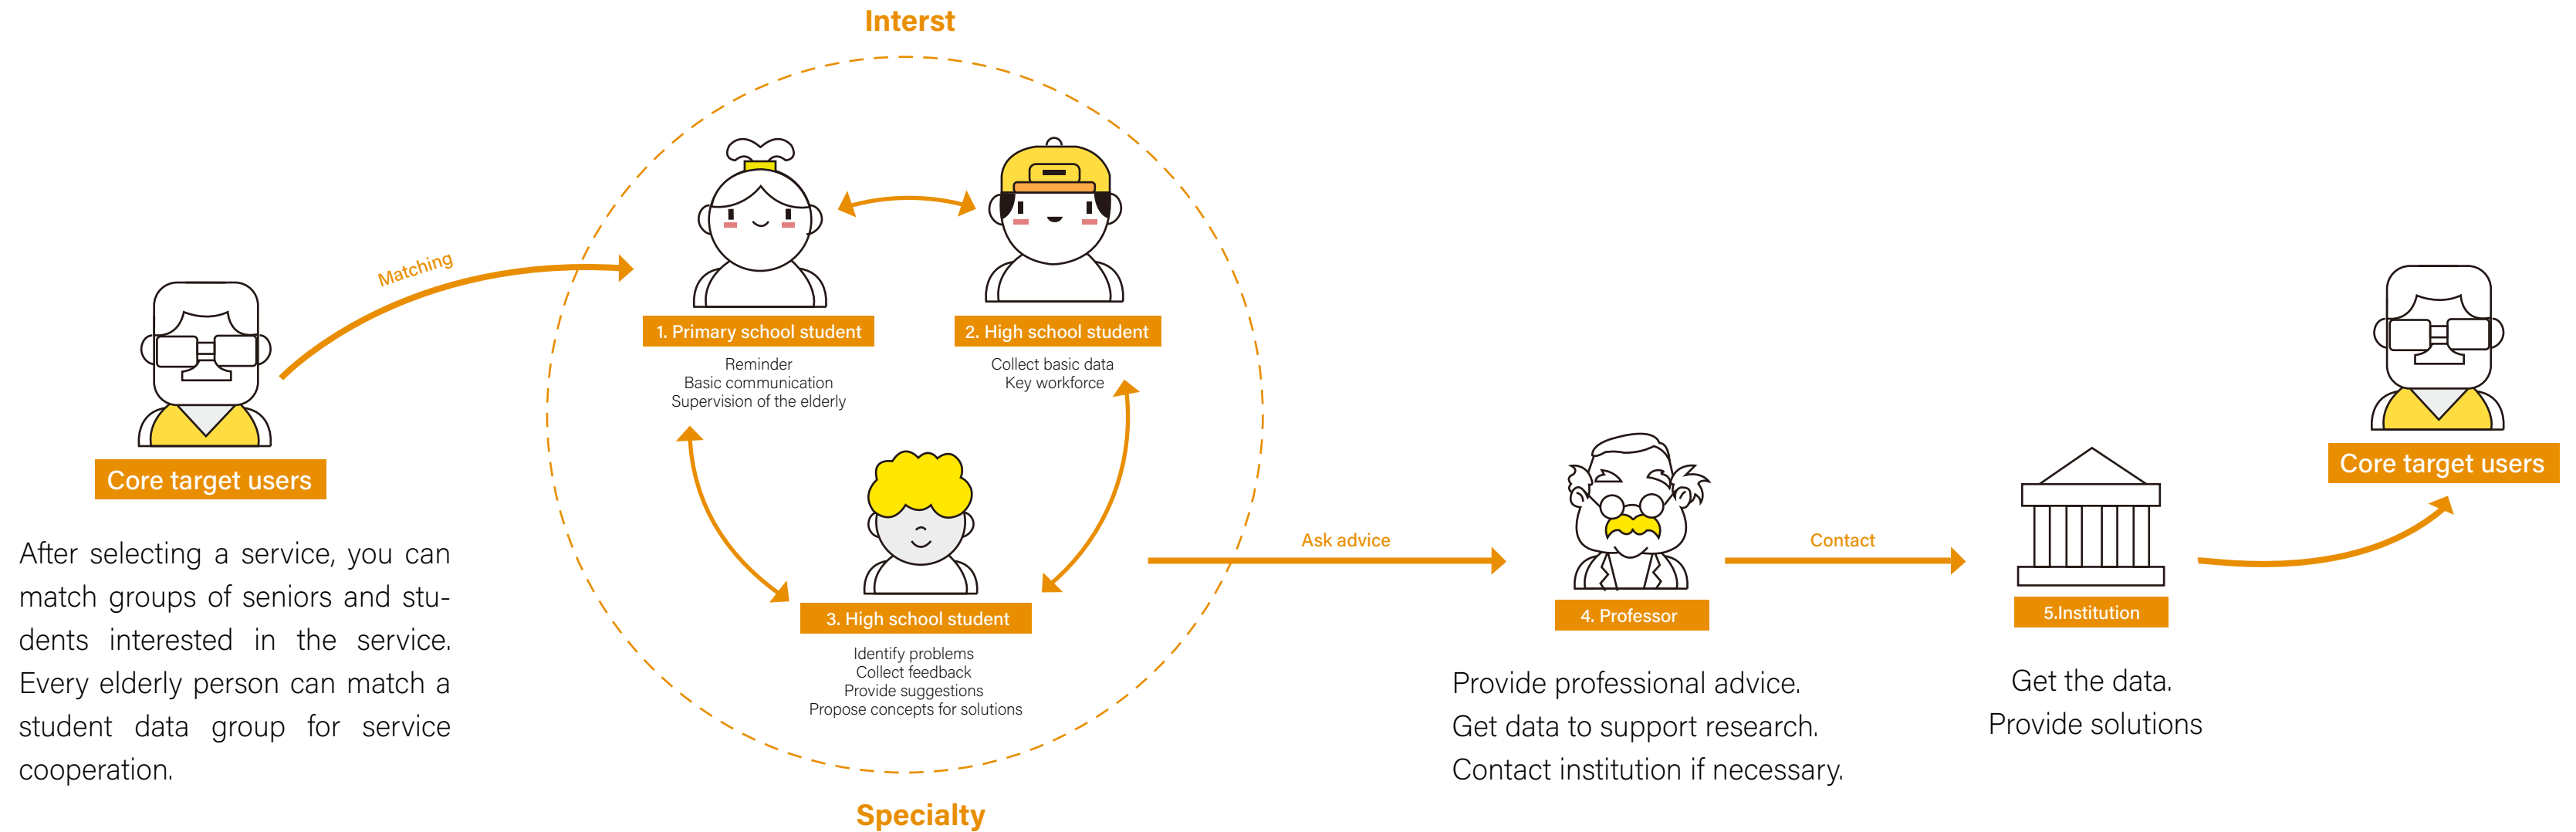 Interst
Matching
Core target users
After selecting a service, you can
match groups of seniors and stu-
dents interested in the service.
Every elderly person can match a
student data group for service
cooperation.
1. Primary school student
Reminder
Basic communication
Supervision of the elderly
2. High school student
Collect basic data
Key workforce
3. High school student
Identify problems
Collect feedback
Provide suggestions
Propose concepts for solutions
Specialty
Ask advice
4. Professor
Provide professional advice.
Get data to support research.
Contact institution if necessary.
Contact
5.Institution
Get the data.
Provide solutions
Core target users